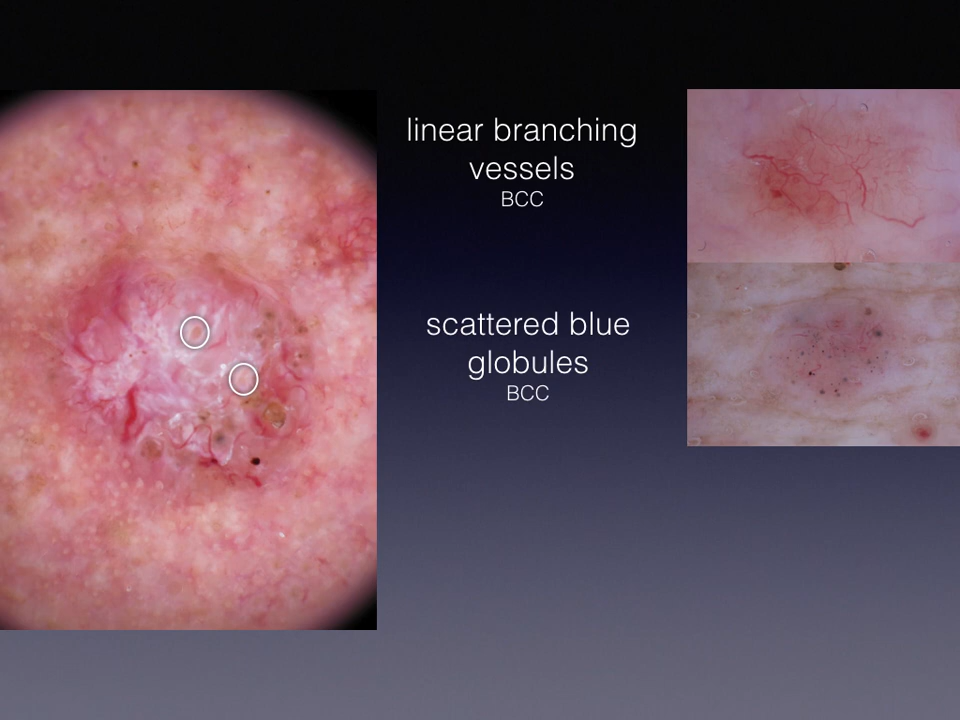 linear branching
vessels
BCC
scattered blue
globules
BCC